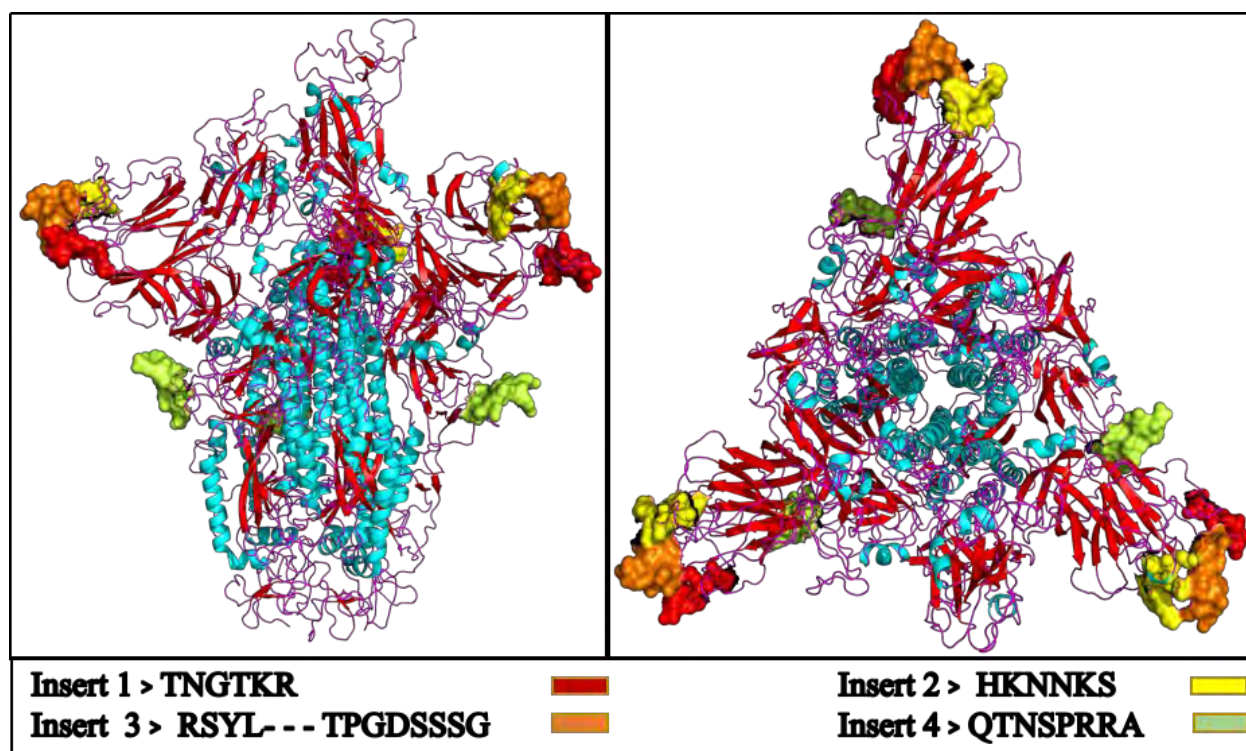 Insert 1 > TNGTKR
Insert 2 > HKNNKS
Insert 3 > RSYL---TPGDSSSG
Insert 4 > QTNSPRRA